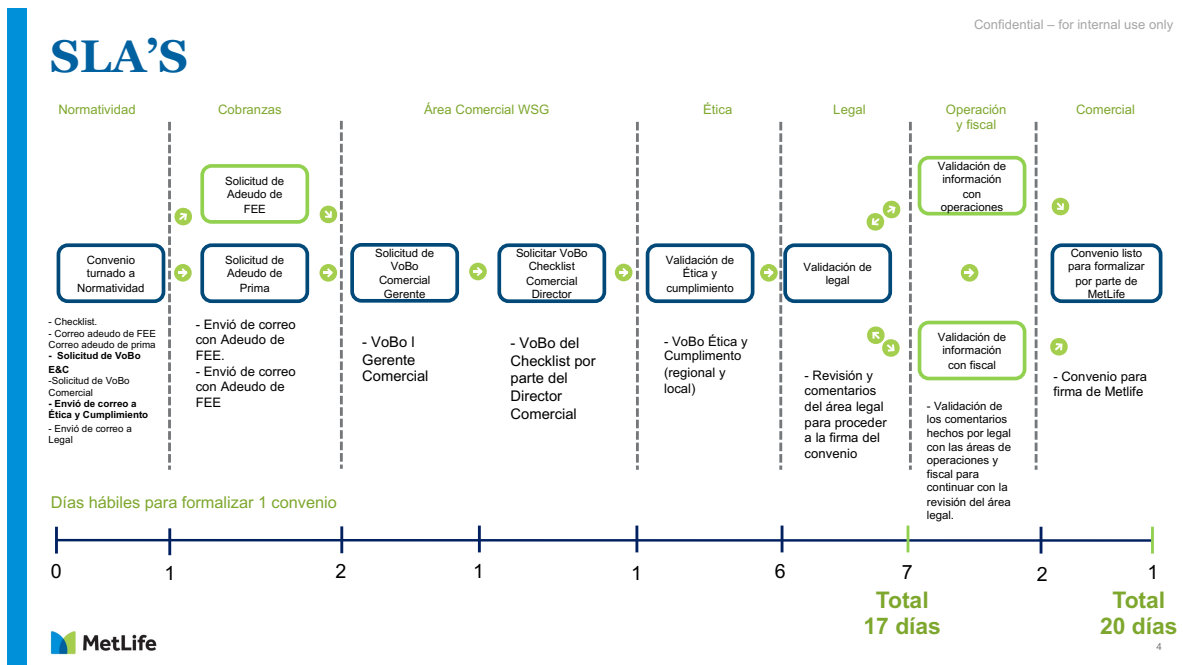 Confidential – for internal use only
SLA’S
Normatividad
Cobranzas
Área Comercial WSG
Ética
Legal
Operación
y fiscal
Comercial
Solicitud de
Adeudo de
FEE
Validación de
información
con
operaciones
Convenio
turnado a
Normatividad
Solicitud de
Adeudo de
Prima
Solicitud de
VoBo
Comercial
Gerente
Solicitar VoBo
Checklist
Comercial
Director
Validación de
Ética y
cumplimiento
Validación de
legal
Convenio listo
para formalizar
por parte de
MetLife
Validación de
información
con fiscal
- Checklist.
- Correo adeudo de FEE
Correo adeudo de prima
- Solicitud de VoBo
E&C
-Solicitud de VoBo
Comercial
- Envió de correo a
Ética y Cumplimiento
- Envió de correo a
Legal
- Envió de correo
con Adeudo de
FEE.
- Envió de correo
con Adeudo de
FEE
- VoBo l
Gerente
Comercial
- VoBo del
Checklist por
parte del
Director
Comercial
- VoBo Ética y
Cumplimento
(regional y
local)
- Revisión y
comentarios
del área legal
para proceder
a la firma del
convenio
- Validación de
los comentarios
hechos por legal
con las áreas de
operaciones y
fiscal para
continuar con la
revisión del área
legal.
- Convenio para
firma de Metlife
Días hábiles para formalizar 1 convenio
0 1 2 1 1 6 7 2 1
Total
17 días
Total
20 días
MetLife
4